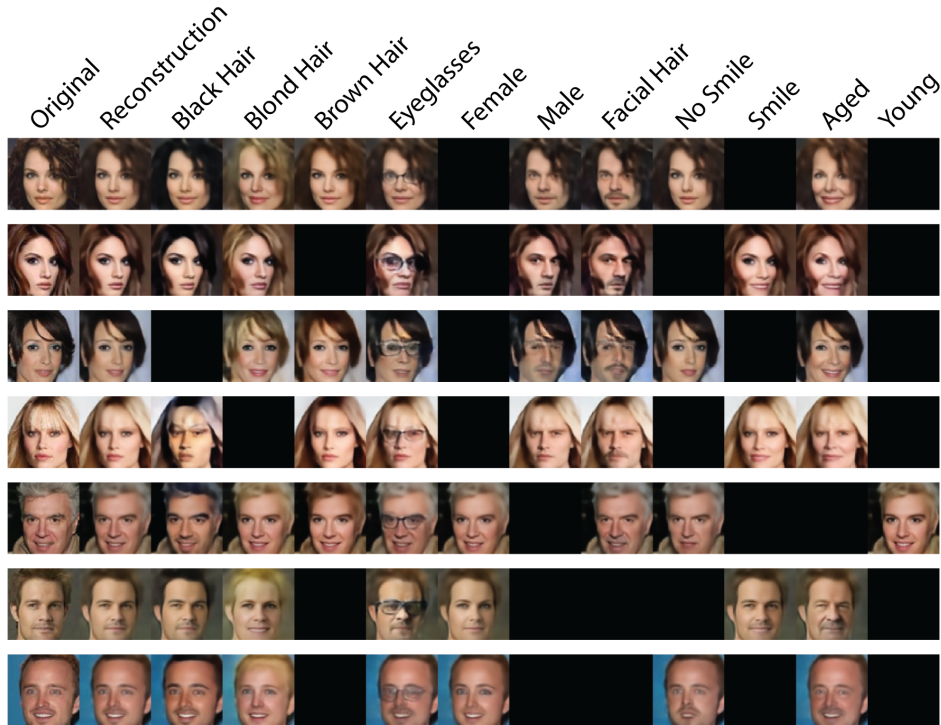 Original
Reconstruction
Black Hair
Blond Hair
Brown Hair
Eyeglasses
Female
Male
Facial Hair
No Smile
Smile
Aged
Young